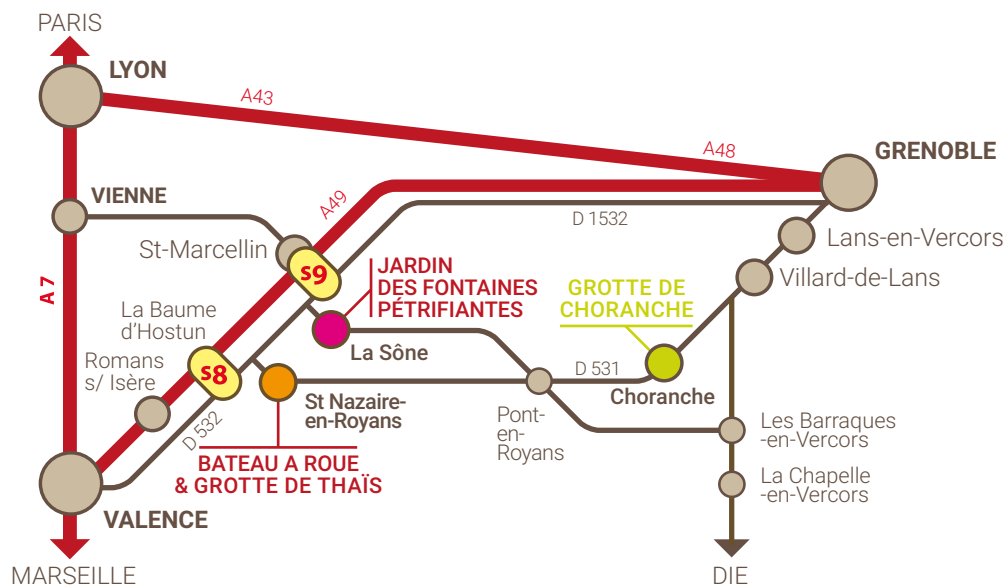 PARIS
LYON
A43
A48
GRENOBLE
VIENNE
A49
D 1532
Lans-en-Vercors
St-Marcellin
S9
JARDIN
DES FONTAINES
PÉTRIFIANTES
GROTTE DE
CHORANCHE
Villard-de-Lans
A 7
La Baume
d'Hostun
La Sône
Romans
s/ Isère
S8
D 531
St Nazaire-
en-Royans
Choranche
Pont-
en-
Royans
D 532
Les Barraques
-en-Vercors
BATEAU A ROUE
& GROTTE DE THAÏS
La Chapelle
-en-Vercors
VALENCE
MARSEILLE
DIE